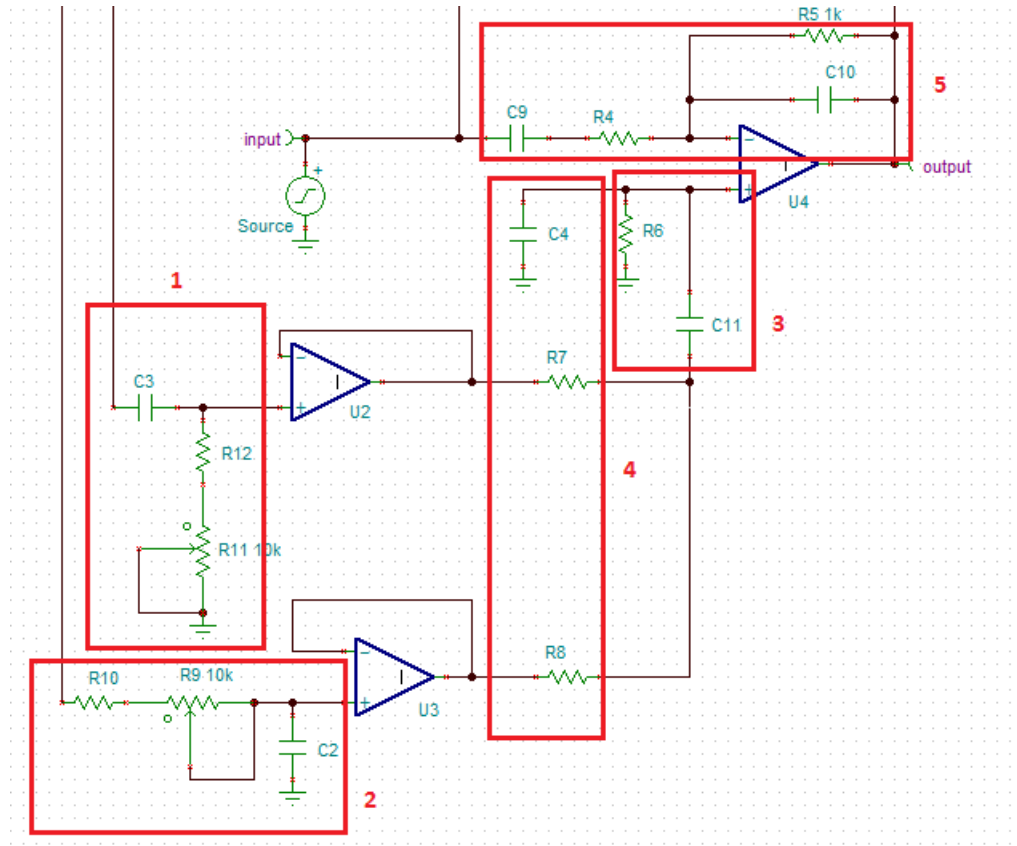 R5 1k
C10
5
C9
R4
input
output
+
−
+
U4
Source
C4
R6
1
C11
3
C3
−
+
U2
R7
R12
4
R11 10k
R8
R10
R9 10k
−
+
U3
C2
2